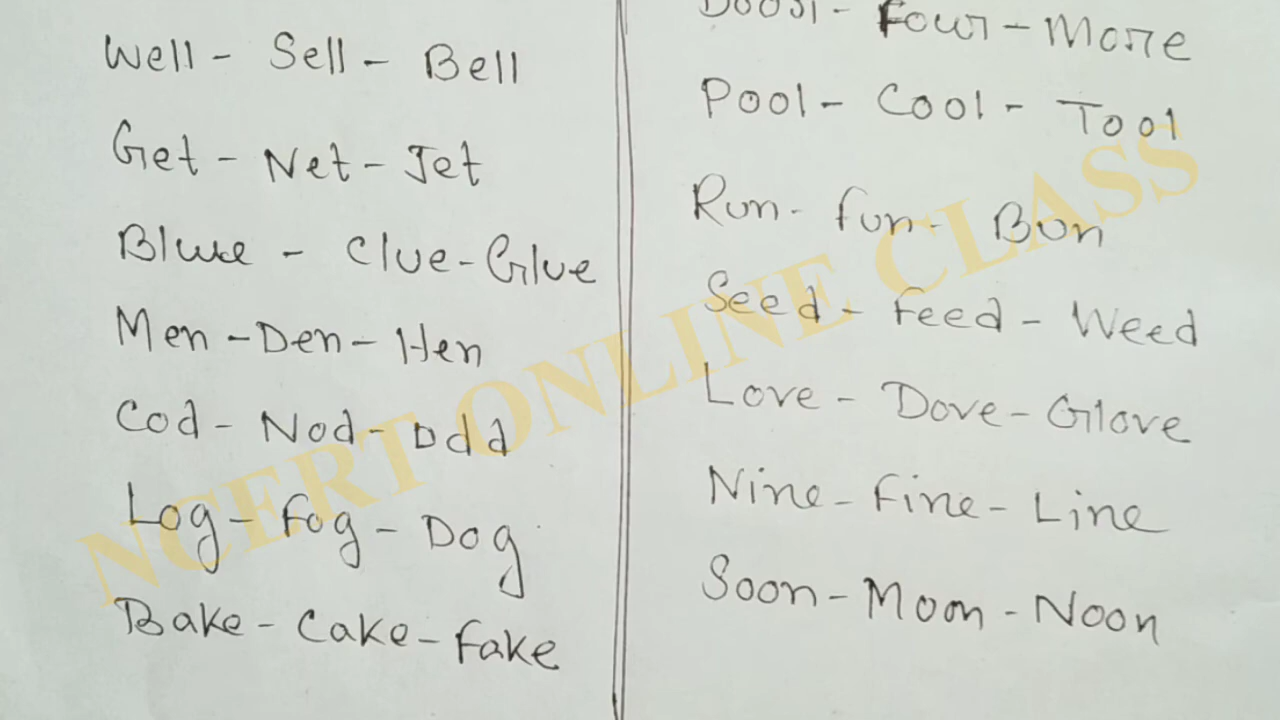 Well - Sell - Bell
Get - Net - Jet
Blue - Clue - Glue
Men - Den - Hen
Cod - Nod - Odd
Log - Fog - Dog
Bake - Cake - Fake
Four - More
Pool - Cool - Tool
Run - fun - Bun
Seed - Feed - Weed
Love - Dove - Glove
Nine - Fine - Line
Soon - Moon - Noon
NCERT ONLINE CLASS